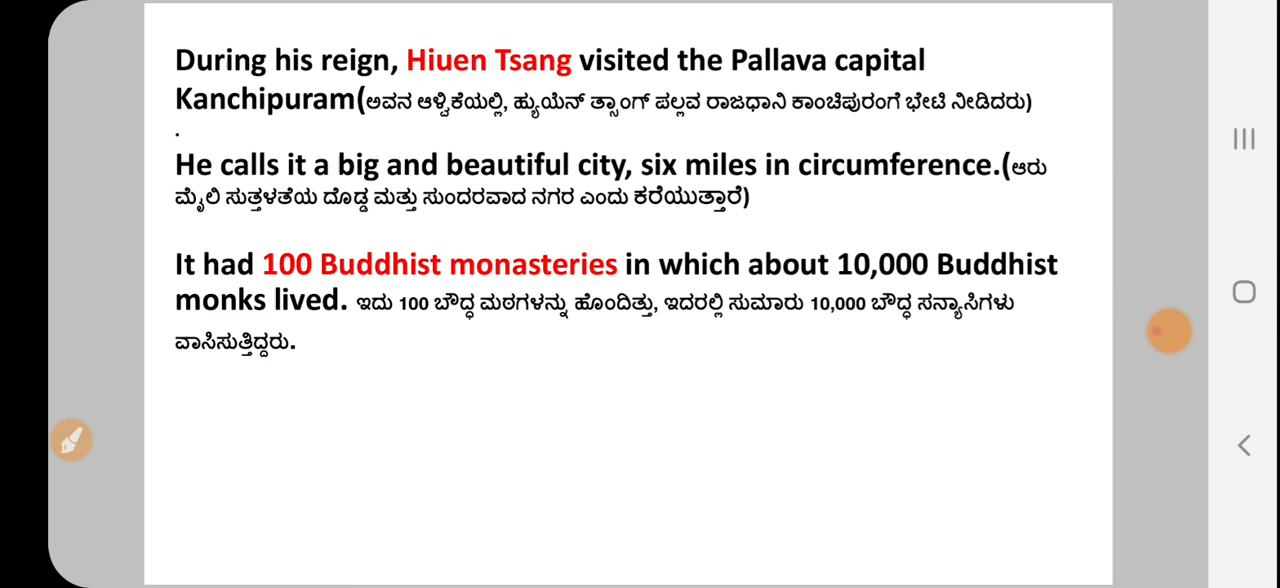 During his reign, Hiuen Tsang visited the Pallava capital
Kanchipuram(ಅವನ ಆಳ್ವಿಕೆಯಲ್ಲಿ, ಹ್ಯುಯೆನ್ ತ್ಸಾಂಗ್ ಪಲ್ಲವ ರಾಜಧಾನಿ ಕಾಂಚಿಪುರಂಗೆ ಭೇಟಿ ನೀಡಿದರು)
.
He calls it a big and beautiful city, six miles in circumference.(ಆರು
ಮೈಲಿ ಸುತ್ತಳತೆಯ ದೊಡ್ಡ ಮತ್ತು ಸುಂದರವಾದ ನಗರ ಎಂದು ಕರೆಯುತ್ತಾರೆ)
It had 100 Buddhist monasteries in which about 10,000 Buddhist
monks lived. ಇದು 100 ಬೌದ್ಧ ಮಠಗಳನ್ನು ಹೊಂದಿತ್ತು, ಇದರಲ್ಲಿ ಸುಮಾರು 10,000 ಬೌದ್ಧ ಸನ್ಯಾಸಿಗಳು
ವಾಸಿಸುತ್ತಿದ್ದರು.